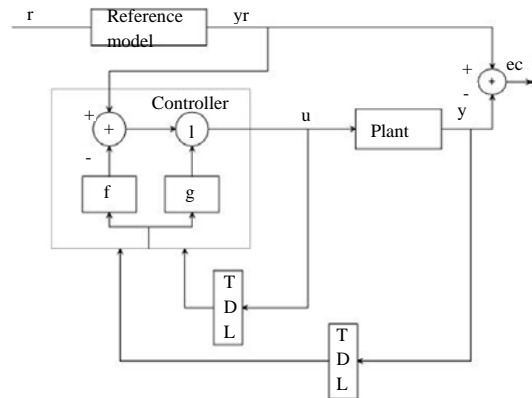 r
Reference
model
yr
ec
+
-
+
Controller
+
-
+
l
u
Plant
y
f
g
T
D
L
T
D
L